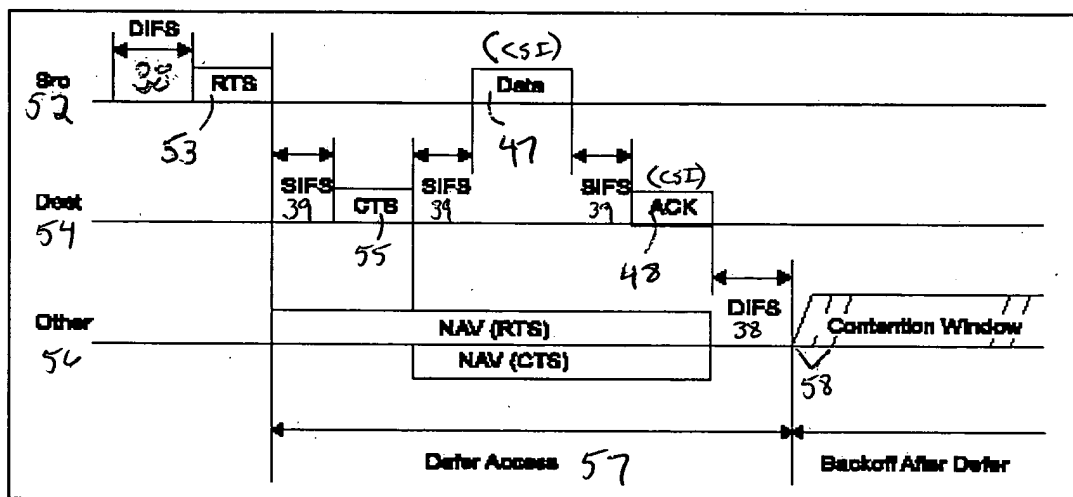 DIFS
38
Src
52
RTS
53
(CSI)
Data
47
SIFS
39
CTS
55
SIFS
39
SIFS
39
(CSI)
ACK
48
Dest
54
DIFS
38
Other
56
NAV (RTS)
NAV (CTS)
Contention Window
58
Defer Access 57
Backoff After Defer